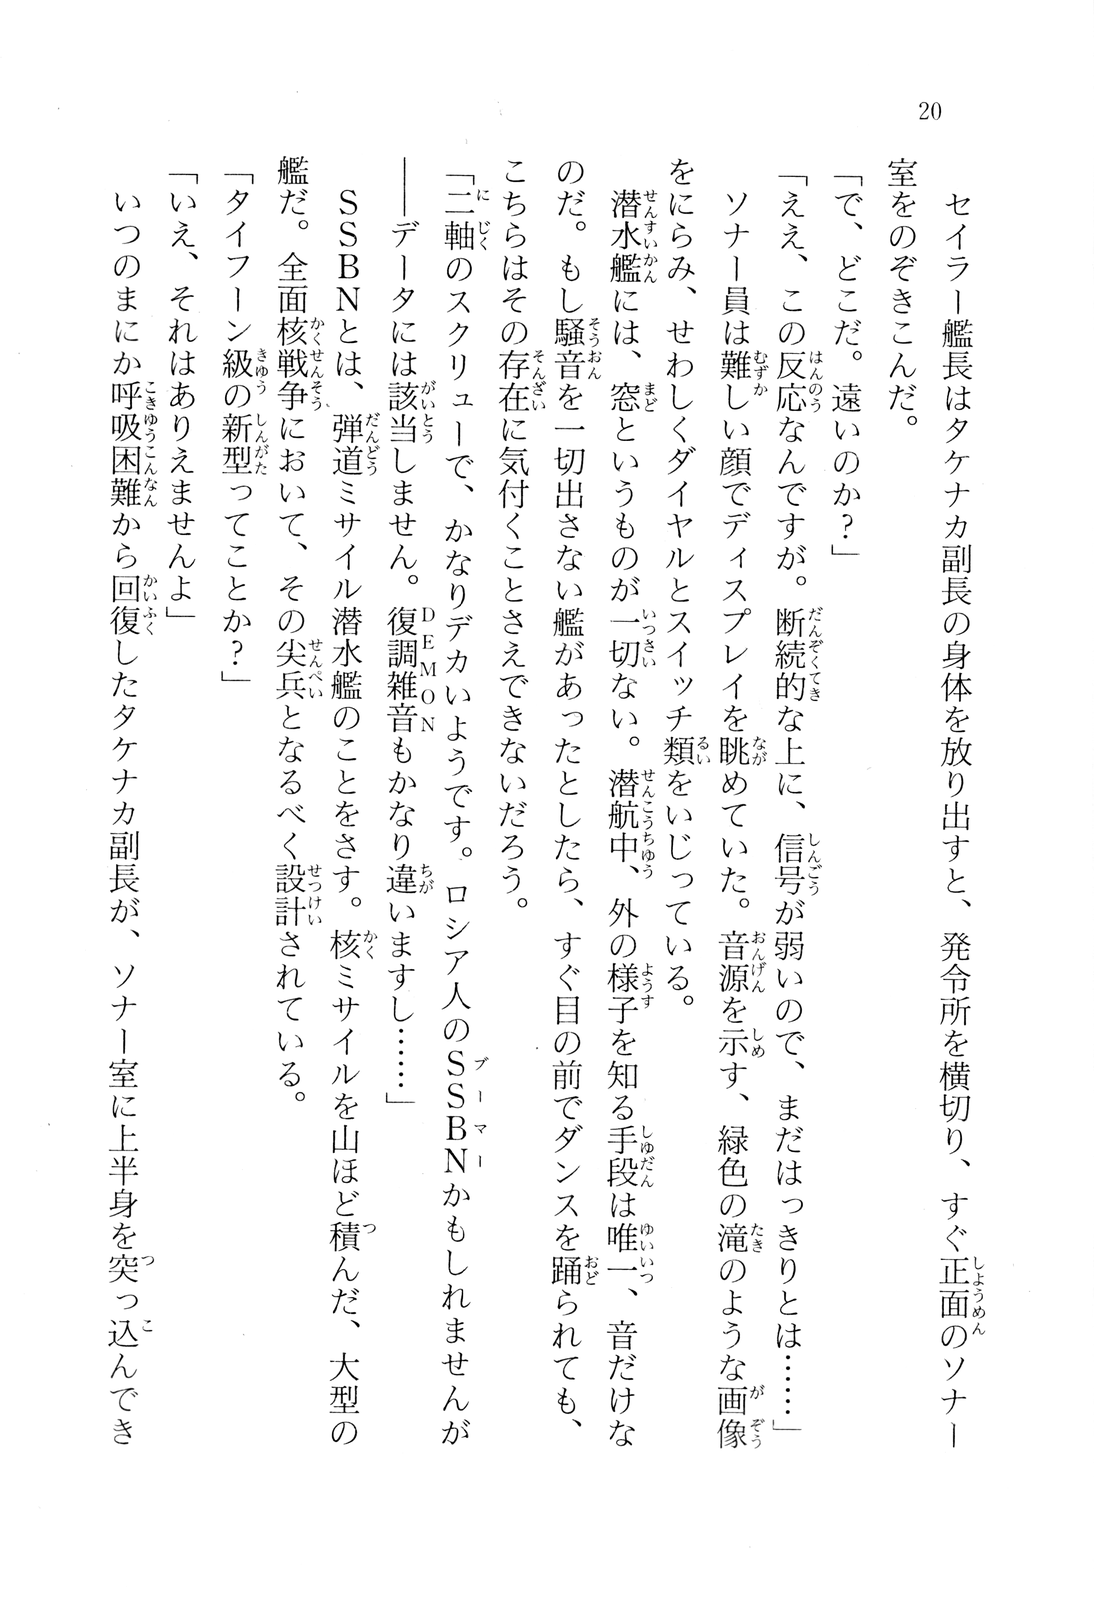 20
セイラー艦長はタケナカ副長の身体を放り出すと、発令所を横切り、すぐ正面のソナー
室をのぞきこんだ。
「で、どこだ。遠いのか?」
「ええ、この反応なんですが。断続的な上に、信号が弱いので、まだはっきりとは……」
ソナー員は難しい顔でディスプレイを眺めていた。音源を示す、緑色の滝のような画像
をにらみ、せわしくダイヤルとスイッチ類をいじっている。
潜水艦には、窓というものが一切ない。潜航中、外の様子を知る手段は唯一、音だけな
のだ。もし騒音を一切出さない艦があったとしたら、すぐ目の前でダンスを踊られても、
こちらはその存在に気付くことさえできないだろう。
「二軸のスクリューで、かなりデカいようです。ロシア人のSSBNかもしれませんが
――データには該当しません。復調雑音もかなり違いますし……」
SSBNとは、弾道ミサイル潜水艦のことをさす。核ミサイルを山ほど積んだ、大型の
艦だ。全面核戦争において、その尖兵となるべく設計されている。
「タイフーン級の新型ってことか?」
「いえ、それはありえませんよ」
いつのまにか呼吸困難から回復したタケナカ副長が、ソナー室に上半身を突っ込んでき